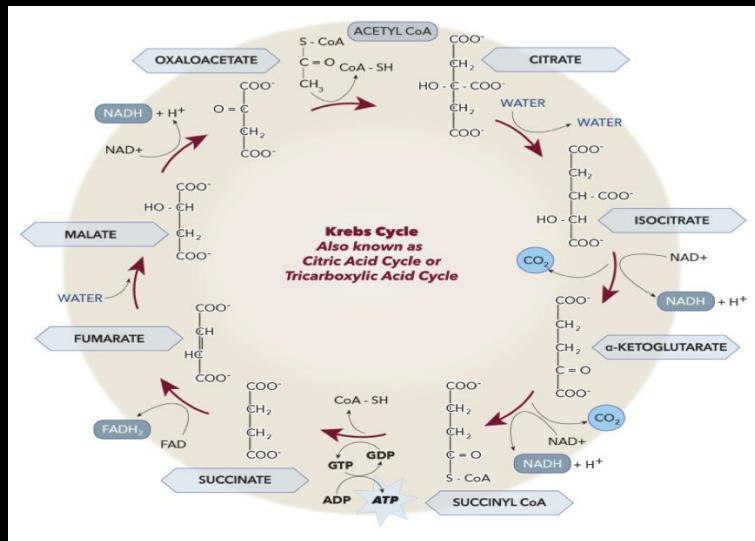 ACETYL CoA
S - CoA
C = O
CH₃
CoA - SH
OXALOACETATE
COO⁻
O = C
CH₂
COO⁻
CITRATE
COO⁻
CH₂
HO - C - COO⁻
CH₂
COO⁻
WATER
WATER
ISOCITRATE
COO⁻
CH₂
CH - COO⁻
HO - CH
COO⁻
CO₂
NAD+
NADH + H⁺
α-KETOGLUTARATE
COO⁻
CH₂
CH₂
C = O
COO⁻
CO₂
NAD+
NADH + H⁺
SUCCINYL CoA
COO⁻
CH₂
CH₂
C = O
S - CoA
CoA - SH
GTP
GDP
ADP
ATP
SUCCINATE
COO⁻
CH₂
CH₂
COO⁻
FADH₂
FAD
FUMARATE
COO⁻
CH
HC
COO⁻
WATER
MALATE
COO⁻
HO - CH
CH₂
COO⁻
NADH + H⁺
NAD+
Krebs Cycle
Also known as
Citric Acid Cycle or
Tricarboxylic Acid Cycle